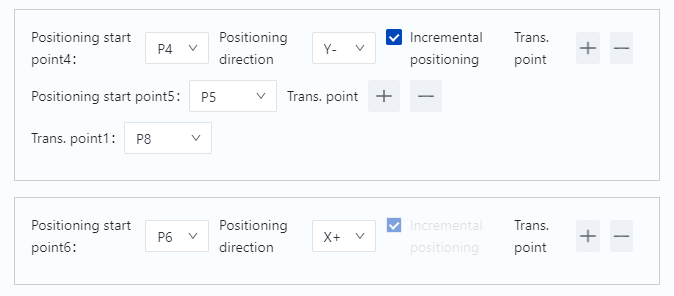 Positioning start point4: P4 Positioning direction Y- Incremental positioning Trans. point + —
Positioning start point5: P5 Trans. point + —
Trans. point1: P8
Positioning start point6: P6 Positioning direction X+ Incremental positioning Trans. point + —